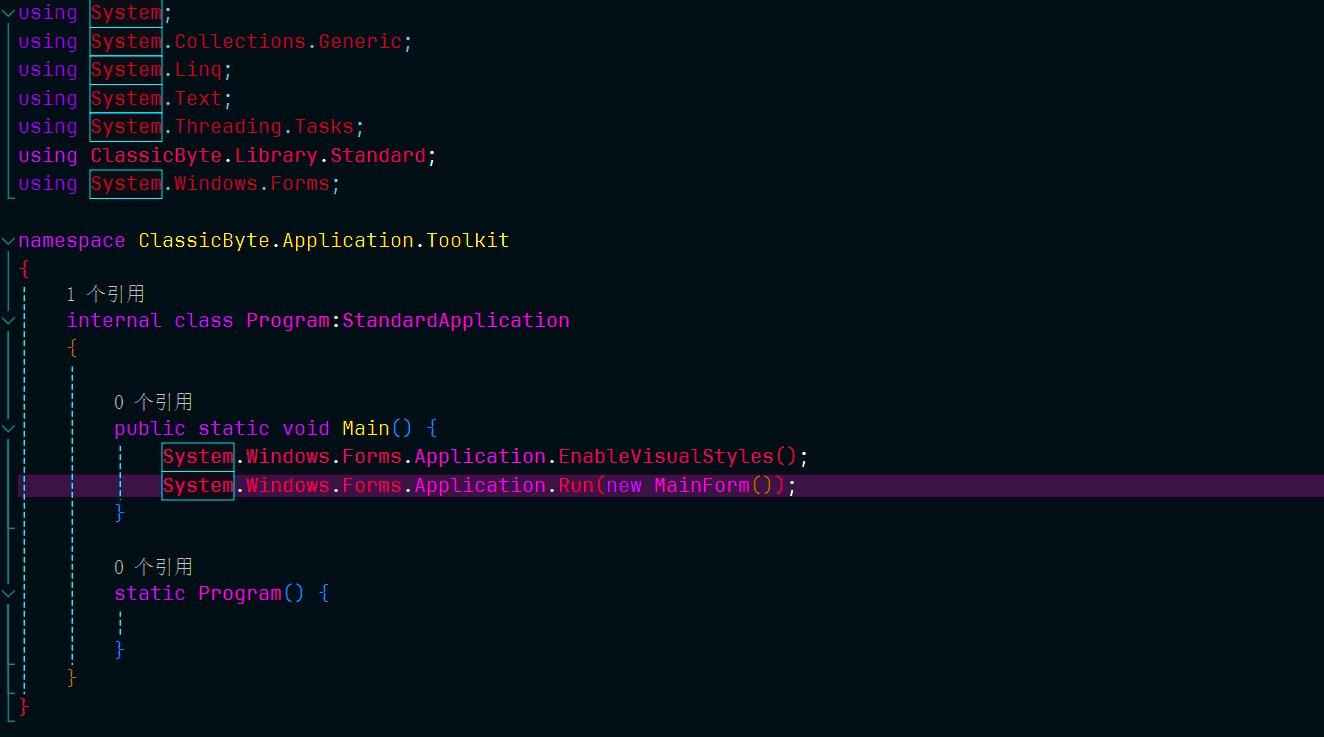 using System;
using System.Collections.Generic;
using System.Linq;
using System.Text;
using System.Threading.Tasks;
using ClassicByte.Library.Standard;
using System.Windows.Forms;
namespace ClassicByte.Application.Toolkit
{
1 个引用
internal class Program:StandardApplication
{
0 个引用
public static void Main() {
System.Windows.Forms.Application.EnableVisualStyles();
System.Windows.Forms.Application.Run(new MainForm());
}
0 个引用
static Program() {
}
}
}